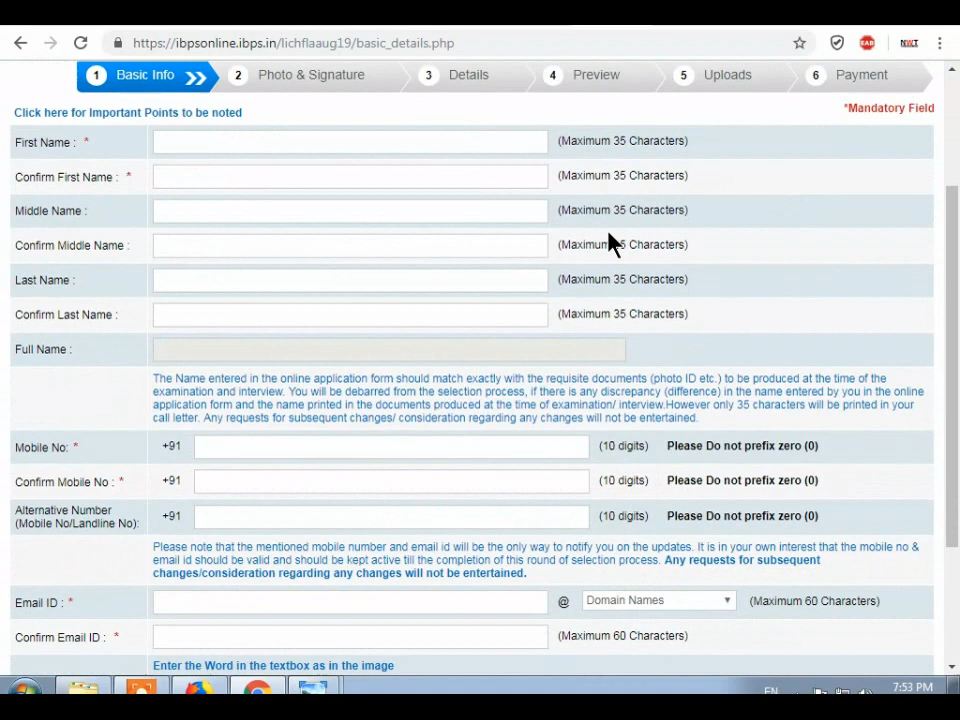 https://ibpsonline.ibps.in/lichflaaug19/basic_details.php
EAB
NWT
1 Basic Info
2 Photo & Signature
3 Details
4 Preview
5 Uploads
6 Payment
Click here for Important Points to be noted
*Mandatory Field
First Name : *
(Maximum 35 Characters)
Confirm First Name : *
(Maximum 35 Characters)
Middle Name :
(Maximum 35 Characters)
Confirm Middle Name :
(Maximum 35 Characters)
Last Name :
(Maximum 35 Characters)
Confirm Last Name :
(Maximum 35 Characters)
Full Name :
The Name entered in the online application form should match exactly with the requisite documents (photo ID etc.) to be produced at the time of the
examination and interview. You will be debarred from the selection process, if there is any discrepancy (difference) in the name entered by you in the online
application form and the name printed in the documents produced at the time of examination/ interview.However only 35 characters will be printed in your
call letter. Any requests for subsequent changes/ consideration regarding any changes will not be entertained.
Mobile No: *
+91
(10 digits)
Please Do not prefix zero (0)
Confirm Mobile No : *
+91
(10 digits)
Please Do not prefix zero (0)
Alternative Number
(Mobile No/Landline No):
+91
(10 digits)
Please Do not prefix zero (0)
Please note that the mentioned mobile number and email id will be the only way to notify you on the updates. It is in your own interest that the mobile no &
email id should be valid and should be kept active till the completion of this round of selection process. Any requests for subsequent
changes/consideration regarding any changes will not be entertained.
Email ID : *
@
Domain Names
(Maximum 60 Characters)
Confirm Email ID : *
(Maximum 60 Characters)
Enter the Word in the textbox as in the image
EN
7:53 PM